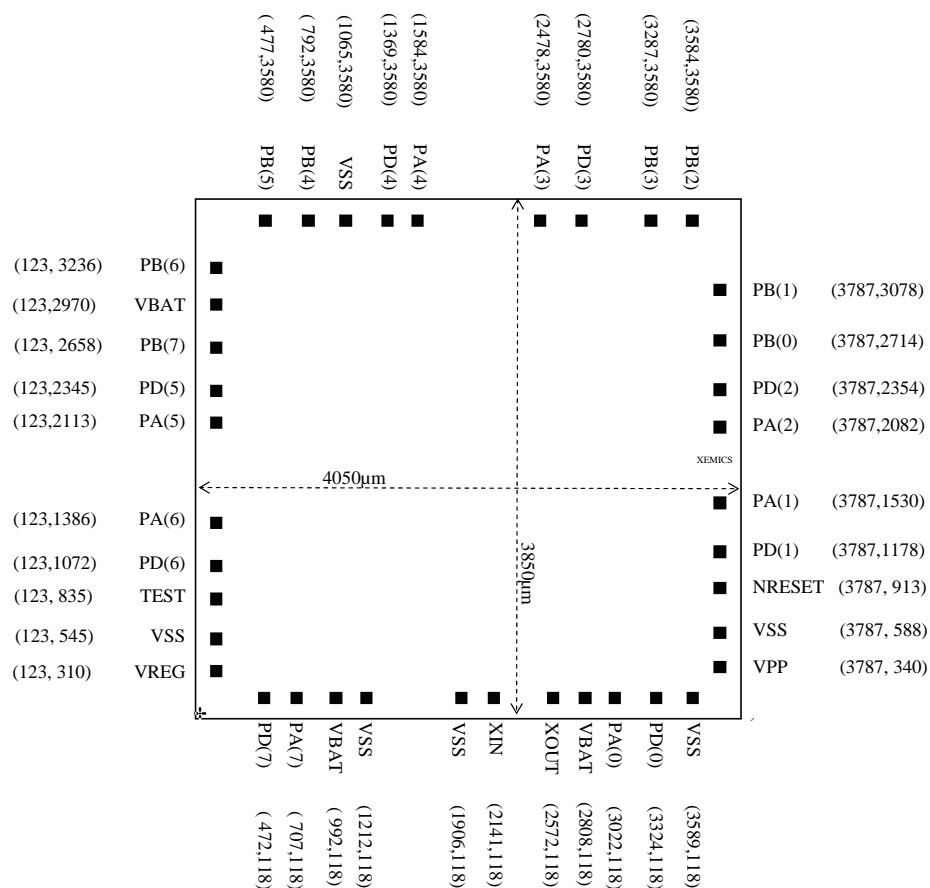 ( 477,3580)
( 792,3580)
(1065,3580)
(1369,3580)
(1584,3580)
(2478,3580)
(2780,3580)
(3287,3580)
(3584,3580)
PB(5)
PB(4)
VSS
PD(4)
PA(4)
PA(3)
PD(3)
PB(3)
PB(2)
(123, 3236) PB(6)
(123,2970) VBAT
(123, 2658) PB(7)
(123,2345) PD(5)
(123,2113) PA(5)
PB(1) (3787,3078)
PB(0) (3787,2714)
PD(2) (3787,2354)
PA(2) (3787,2082)
XEMICS
4050µm
3850µm
(123,1386) PA(6)
(123,1072) PD(6)
(123, 835) TEST
(123, 545) VSS
(123, 310) VREG
PA(1) (3787,1530)
PD(1) (3787,1178)
NRESET (3787, 913)
VSS (3787, 588)
VPP (3787, 340)
PD(7)
PA(7)
VBAT
VSS
VSS
XIN
XOUT
VBAT
PA(0)
PD(0)
VSS
( 472,118)
( 707,118)
( 992,118)
(1212,118)
(1906,118)
(2141,118)
(2572,118)
(2808,118)
(3022,118)
(3324,118)
(3589,118)